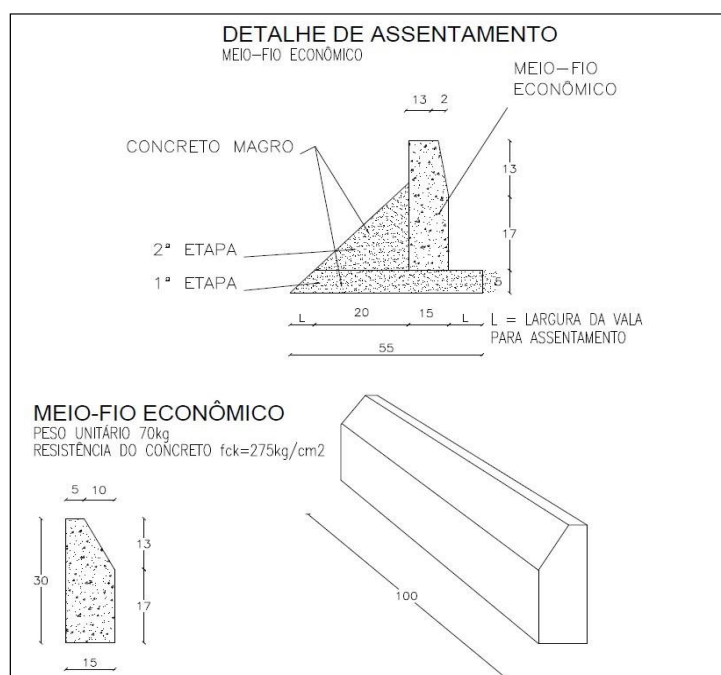 DETALHE DE ASSENTAMENTO
MEIO-FIO ECONÔMICO
MEIO-FIO
ECONÔMICO
13 2
CONCRETO MAGRO
13
17
2ª ETAPA
1ª ETAPA
5
L 20 15 L
L = LARGURA DA VALA
PARA ASSENTAMENTO
55
MEIO-FIO ECONÔMICO
PESO UNITÁRIO 70kg
RESISTÊNCIA DO CONCRETO fck=275kg/cm2
5 10
13
30
17
15
100